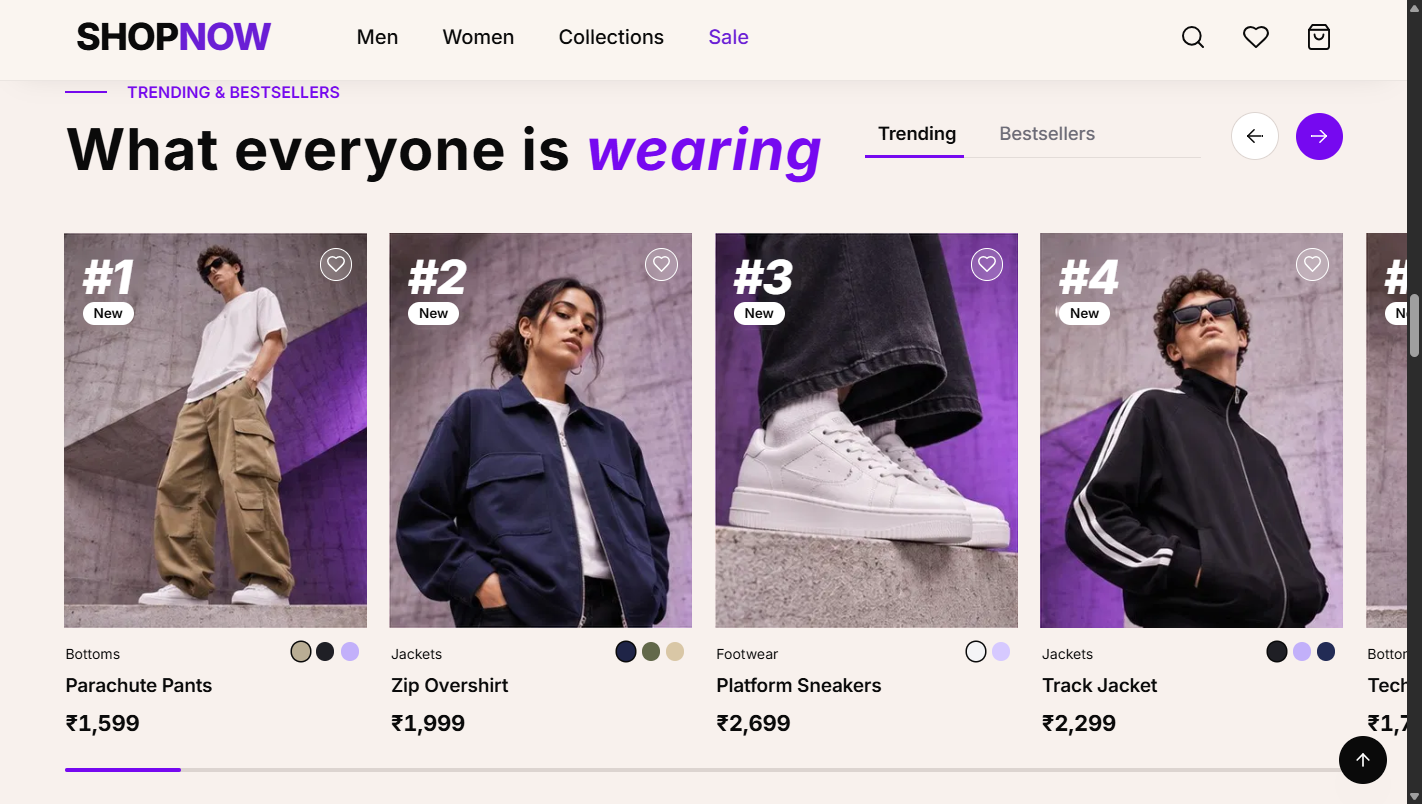 SHOPNOW
Men
Women
Collections
Sale
TRENDING & BESTSELLERS
What everyone is wearing
Trending
Bestsellers
#1
New
#2
New
#3
New
#4
New
#
Bottoms
Parachute Pants
₹1,599
Jackets
Zip Overshirt
₹1,999
Footwear
Platform Sneakers
₹2,699
Jackets
Track Jacket
₹2,299